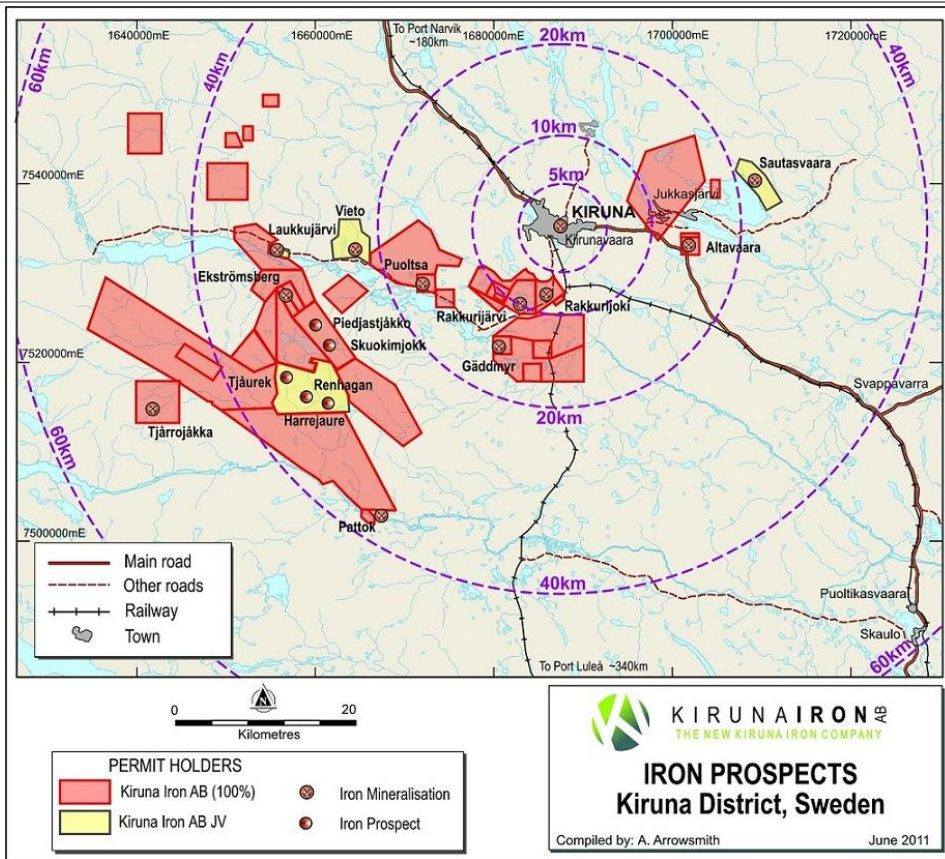 1640000mE
1660000mE
To Port Narvik
~180km
1680000mE
20km
1700000mE
1720000mE
60km
40km
40km
10km
5km
7540000mE
Sautasvaara
Jukkasjärvi
KIRUNA
Kiirunavaara
Vieto
Laukkujärvi
Altavaara
Puoltsa
Ekströmsberg
Rakkurijärvi
Rakkurijoki
Piedjastjåkko
Skuokimjokk
7520000mE
Gäddmyr
Tjåurek
Renhagan
Svappavarra
Harrejaure
20km
Tjårrojåkka
60km
7500000mE
Pattok
40km
Main road
Other roads
Railway
Town
Puoltikasvaara
Skaulo
60km
To Port Luleå ~340km
N
0 20
Kilometres
PERMIT HOLDERS
Kiruna Iron AB (100%)
Iron Mineralisation
Kiruna Iron AB JV
Iron Prospect
KIRUNAIRON AB
THE NEW KIRUNA IRON COMPANY
IRON PROSPECTS
Kiruna District, Sweden
Compiled by: A. Arrowsmith
June 2011